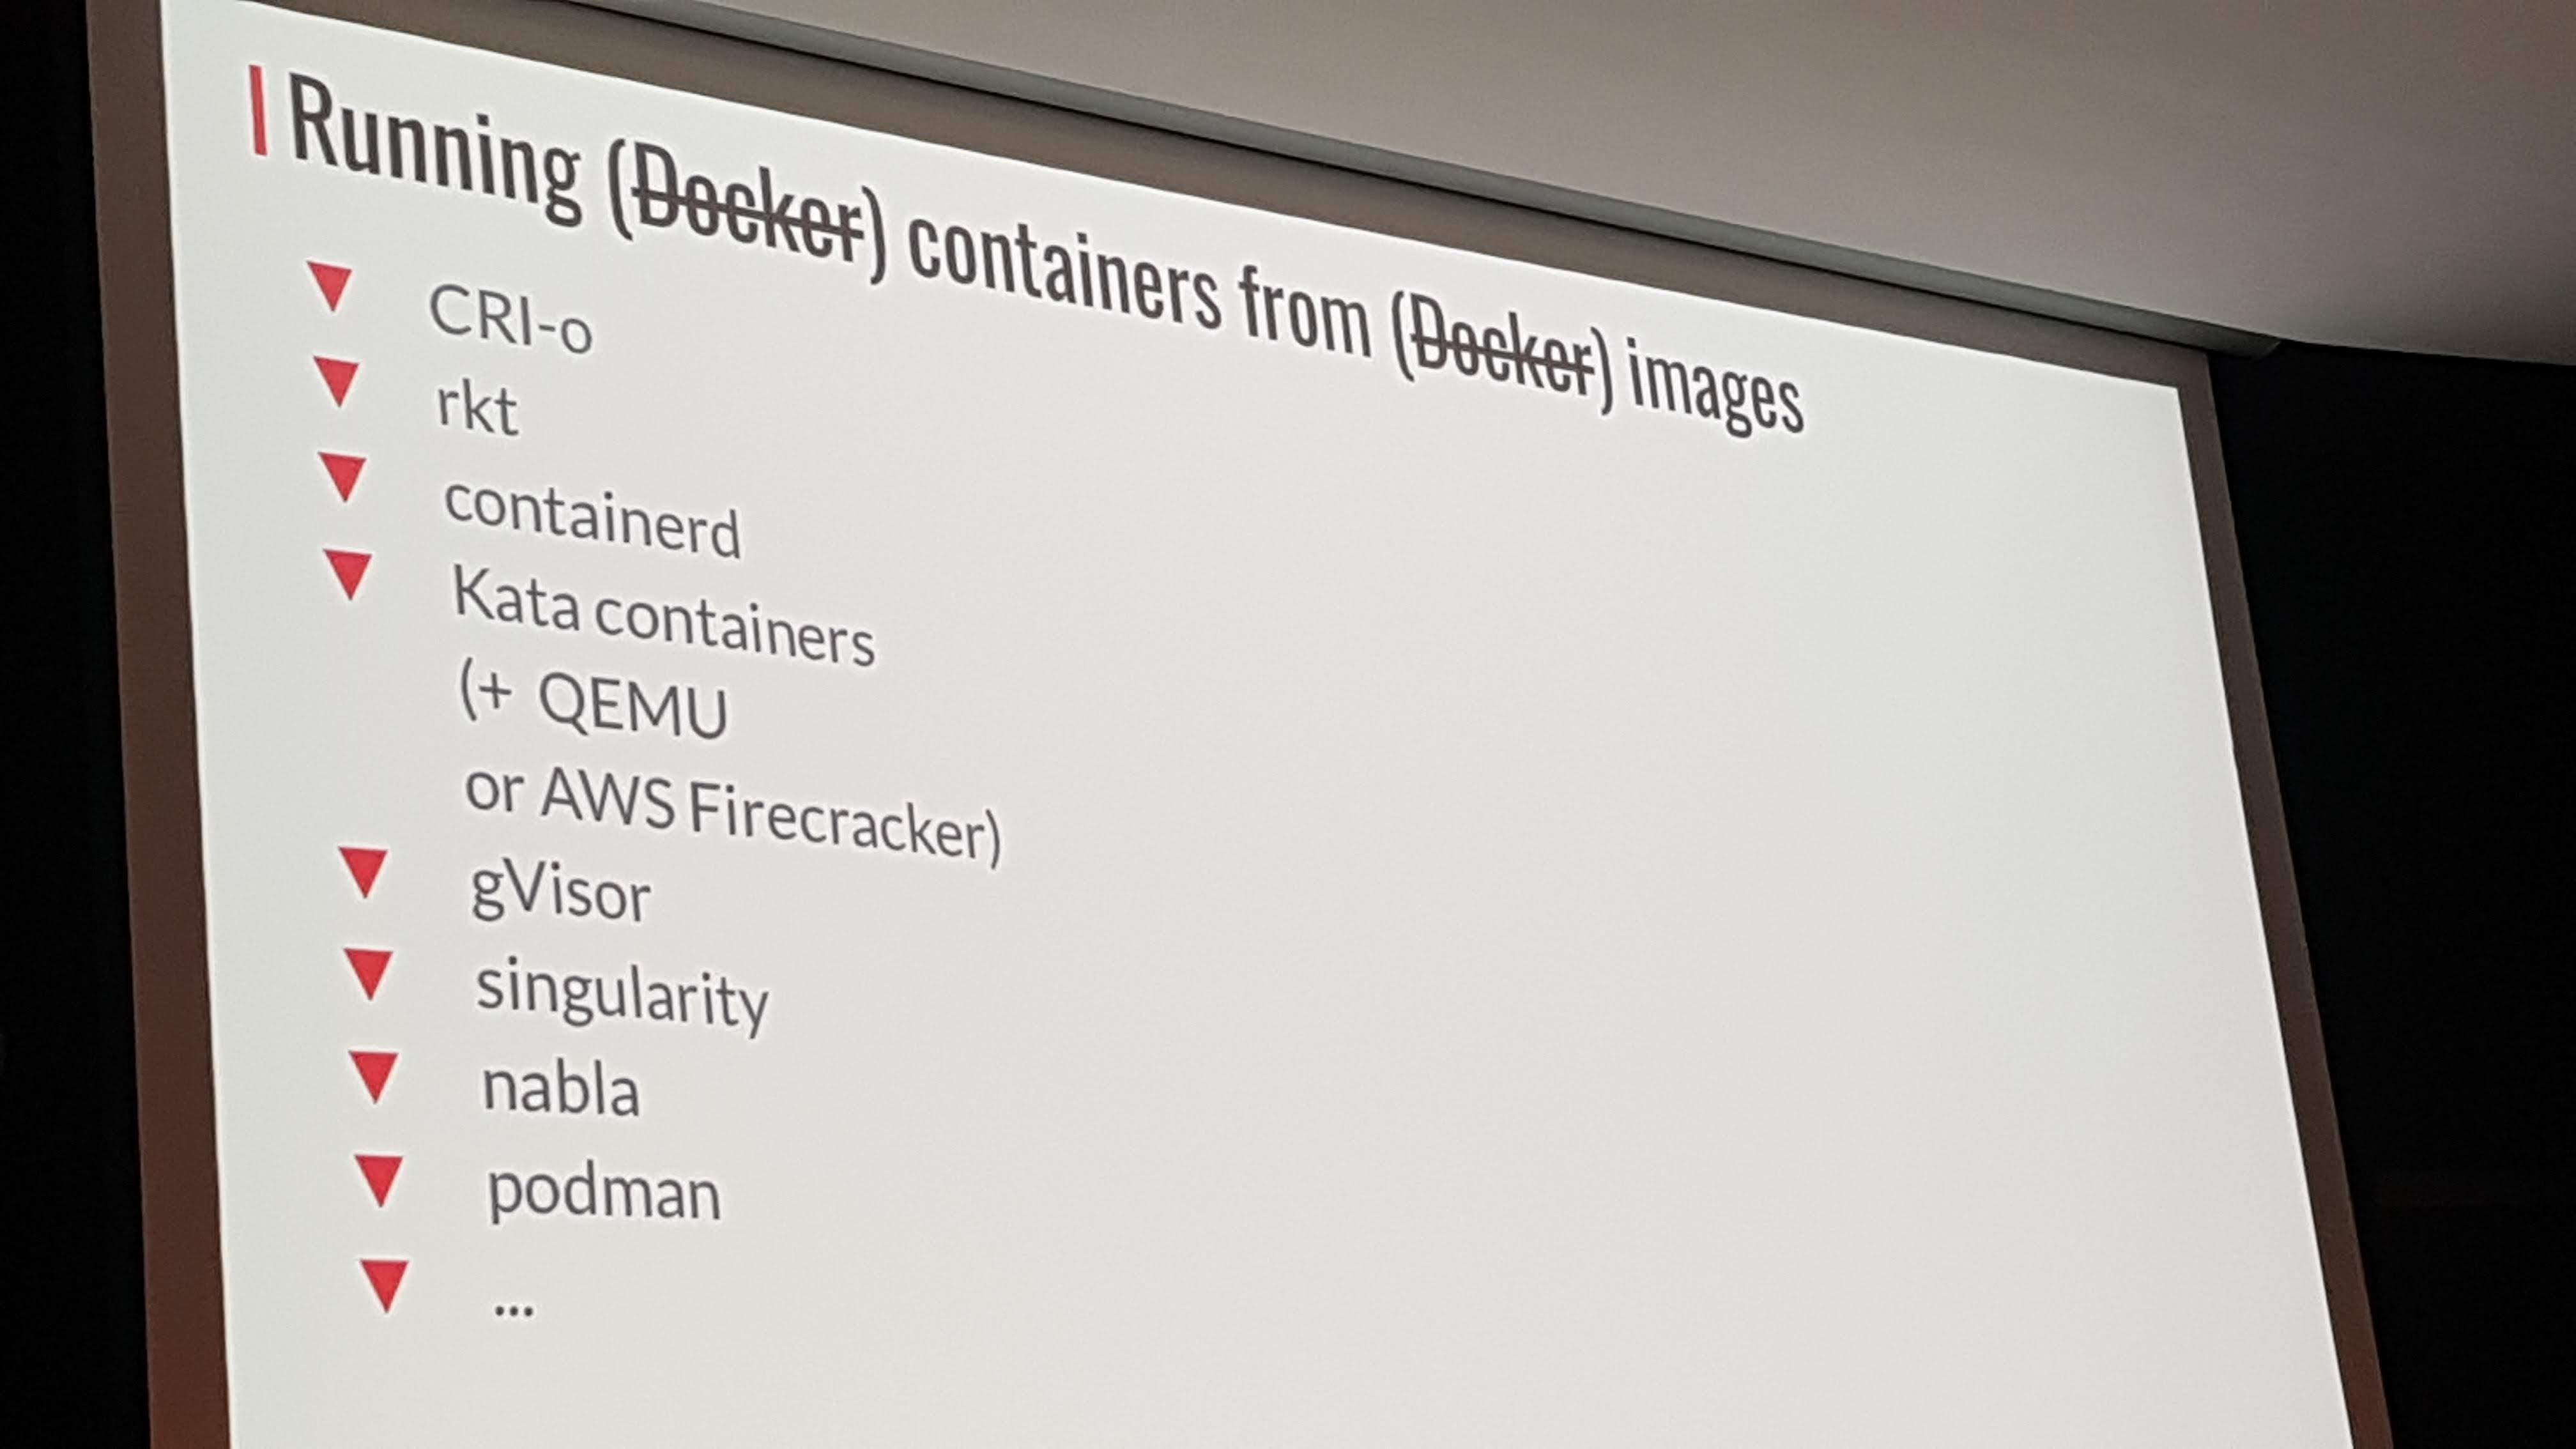 Running (Docker) containers from (Docker) images
CRI-o
rkt
containerd
Kata containers
(+ QEMU
or AWS Firecracker)
gVisor
singularity
nabla
podman
...